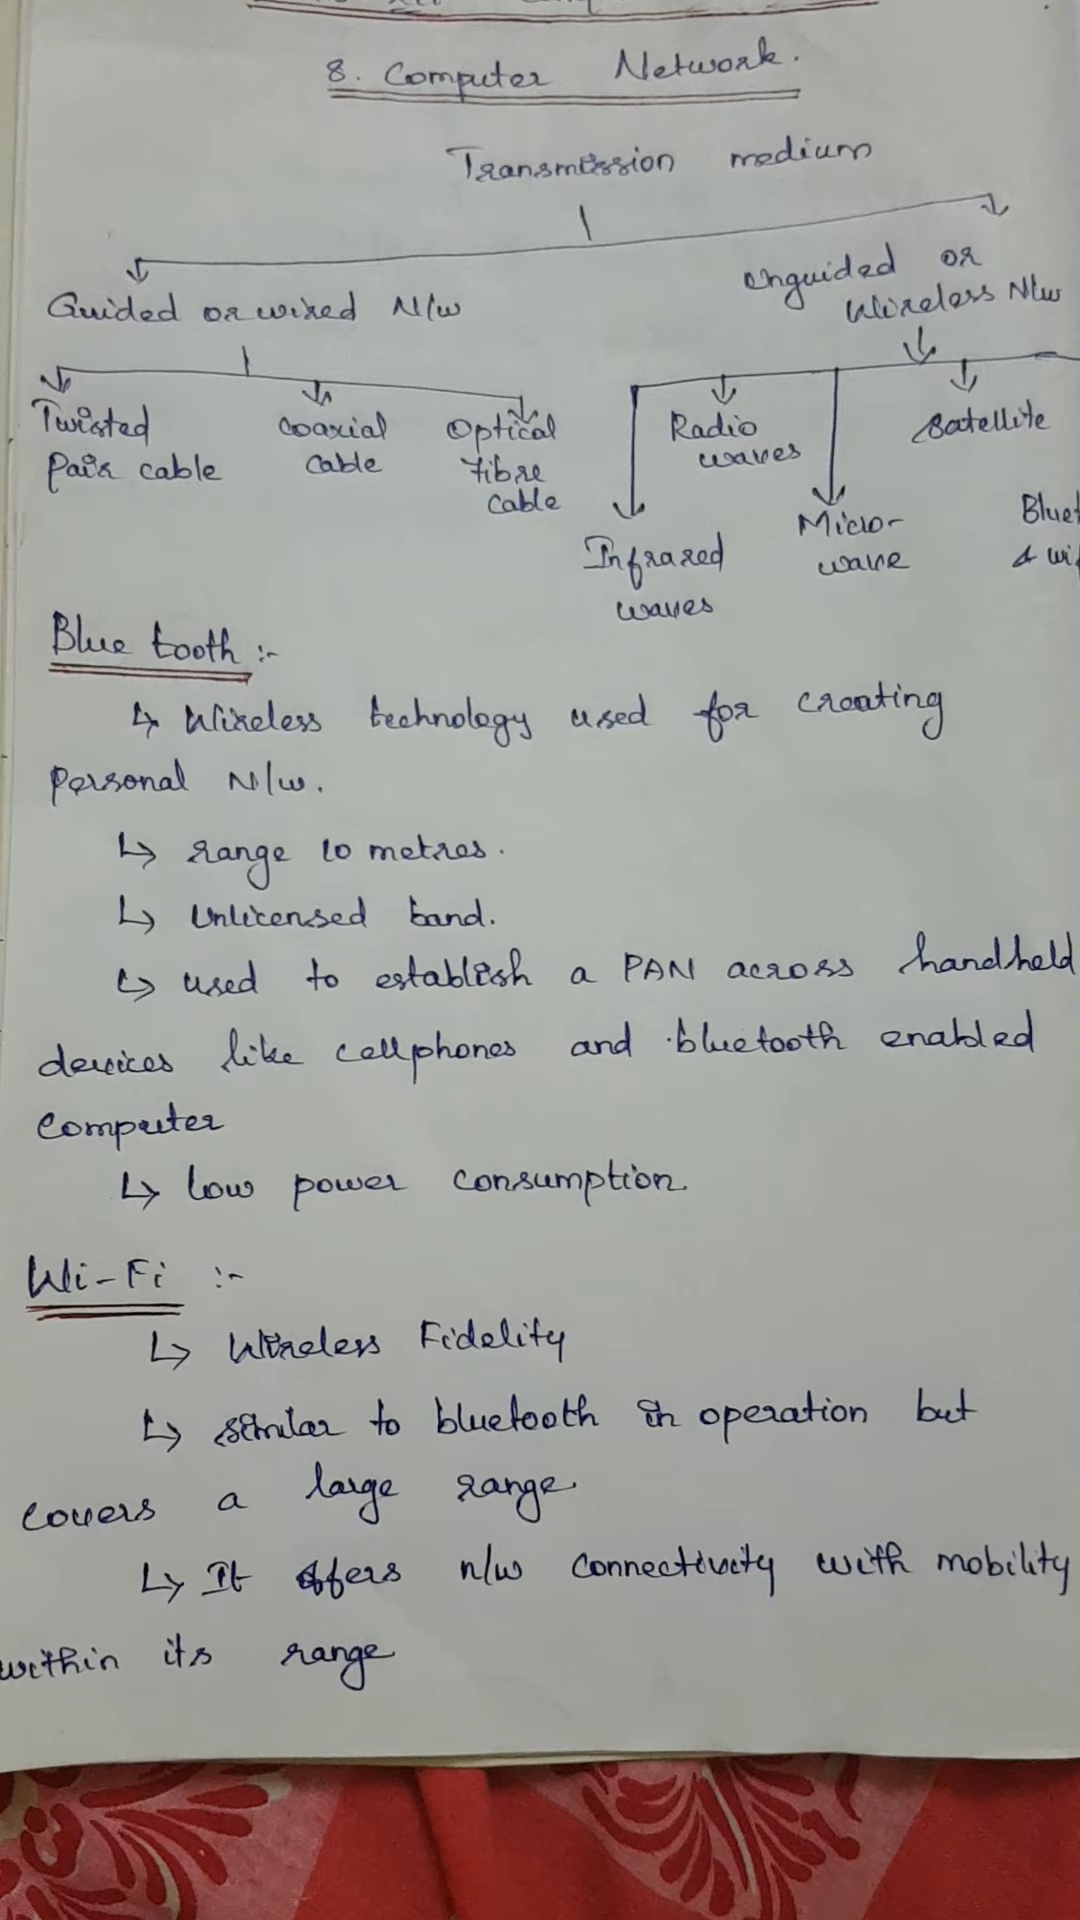 8. Computer Network.
Transmission medium
Guided or wired N/w
Unguided or
Wireless N/w
Twisted
Pair cable
Coaxial
Cable
Optical
Fibre
Cable
Infrared
waves
Radio
waves
Micro-
wave
Satellite
Bluet
& wi
Blue tooth :-
↳ Wireless technology used for creating
Personal N/w.
↳ range 10 metres.
↳ Unlicensed band.
↳ used to establish a PAN across handheld
devices like cellphones and bluetooth enabled
Computer
↳ low power consumption.
Wi-Fi :-
↳ Wireless Fidelity
↳ similar to bluetooth in operation but
covers a large range.
↳ It offers n/w connectivity with mobility
within its range